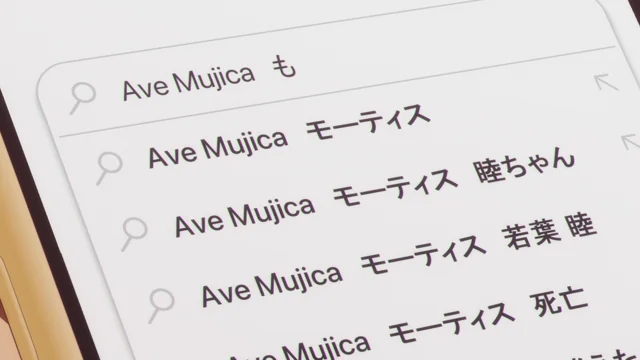 Ave Mujica も
Ave Mujica モーティス
Ave Mujica モーティス 睦ちゃん
Ave Mujica モーティス 若葉 睦
Ave Mujica モーティス 死亡